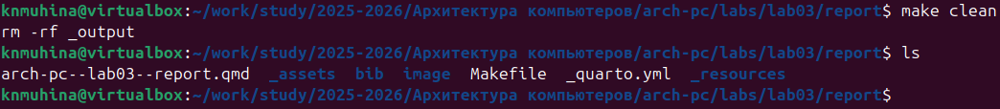 knmuhina@virtualbox:~/work/study/2025-2026/Архитектура компьютеров/arch-pc/labs/lab03/report$ make clean
rm -rf _output
knmuhina@virtualbox:~/work/study/2025-2026/Архитектура компьютеров/arch-pc/labs/lab03/report$ ls
arch-pc--lab03--report.qmd  _assets  bib  image  Makefile  _quarto.yml  _resources
knmuhina@virtualbox:~/work/study/2025-2026/Архитектура компьютеров/arch-pc/labs/lab03/report$